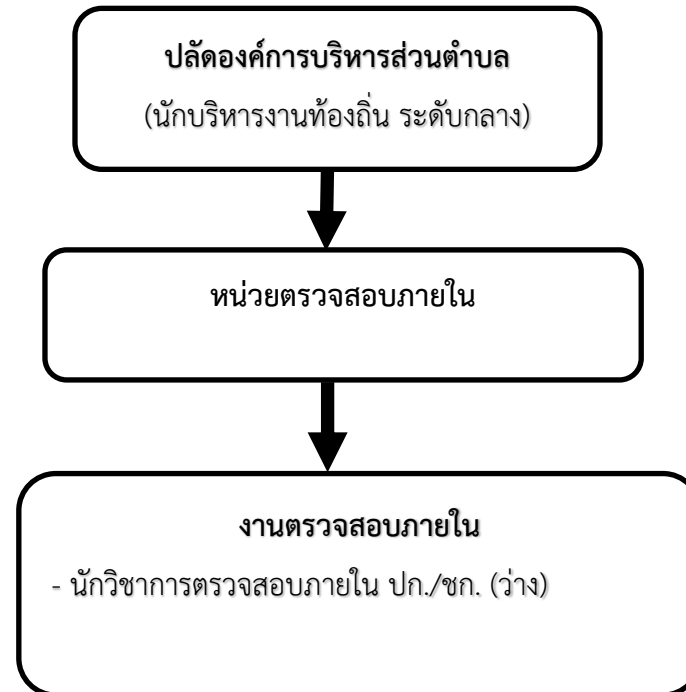 ปลัดองค์การบริหารส่วนตำบล
(นักบริหารงานท้องถิ่น ระดับกลาง)
หน่วยตรวจสอบภายใน
งานตรวจสอบภายใน
- นักวิชาการตรวจสอบภายใน ปก./ชก. (ว่าง)